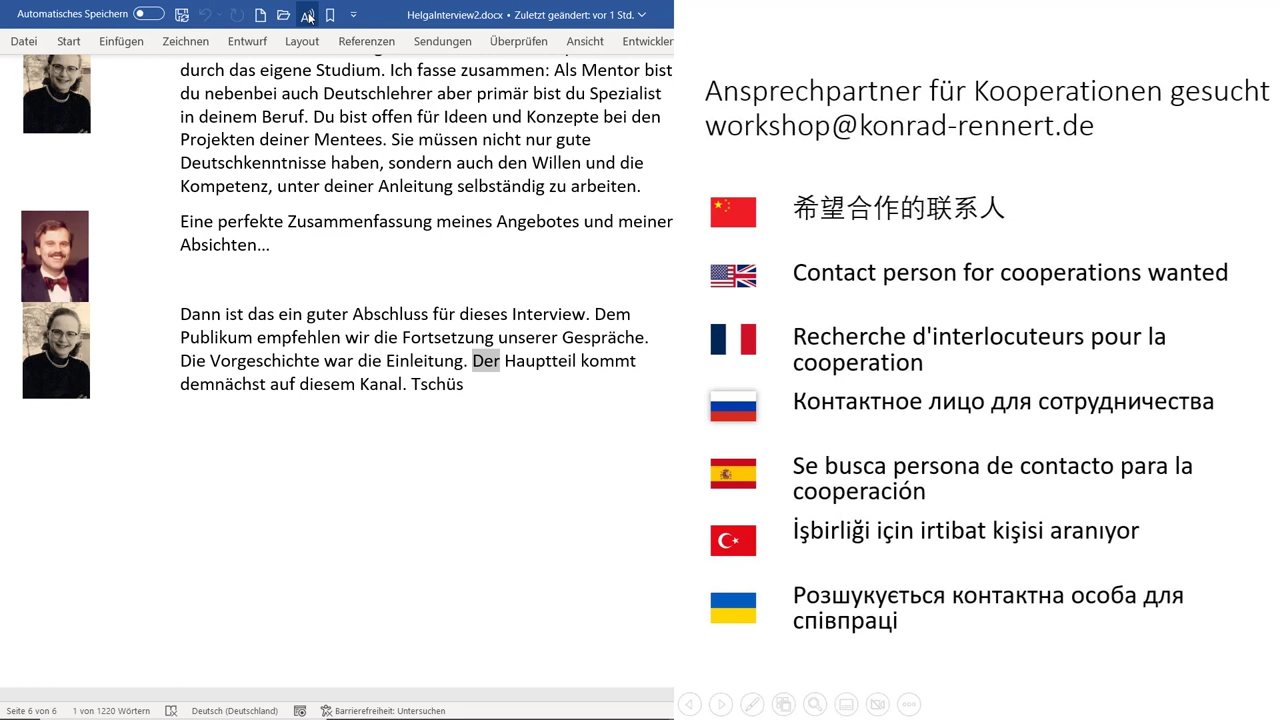 Automatisches Speichern
HelgaInterview2.docx • Zuletzt geändert: vor 1 Std.
Datei Start Einfügen Zeichnen Entwurf Layout Referenzen Sendungen Überprüfen Ansicht Entwickler
durch das eigene Studium. Ich fasse zusammen: Als Mentor bist
du nebenbei auch Deutschlehrer aber primär bist du Spezialist
in deinem Beruf. Du bist offen für Ideen und Konzepte bei den
Projekten deiner Mentees. Sie müssen nicht nur gute
Deutschkenntnisse haben, sondern auch den Willen und die
Kompetenz, unter deiner Anleitung selbständig zu arbeiten.
Eine perfekte Zusammenfassung meines Angebotes und meiner
Absichten...
Dann ist das ein guter Abschluss für dieses Interview. Dem
Publikum empfehlen wir die Fortsetzung unserer Gespräche.
Die Vorgeschichte war die Einleitung. Der Hauptteil kommt
demnächst auf diesem Kanal. Tschüs
Seite 6 von 6 1 von 1220 Wörtern Deutsch (Deutschland) Barrierefreiheit: Untersuchen
Ansprechpartner für Kooperationen gesucht
workshop@konrad-rennert.de
希望合作的联系人
Contact person for cooperations wanted
Recherche d'interlocuteurs pour la
cooperation
Контактное лицо для сотрудничества
Se busca persona de contacto para la
cooperación
İşbirliği için irtibat kişisi aranıyor
Розшукується контактна особа для
співпраці